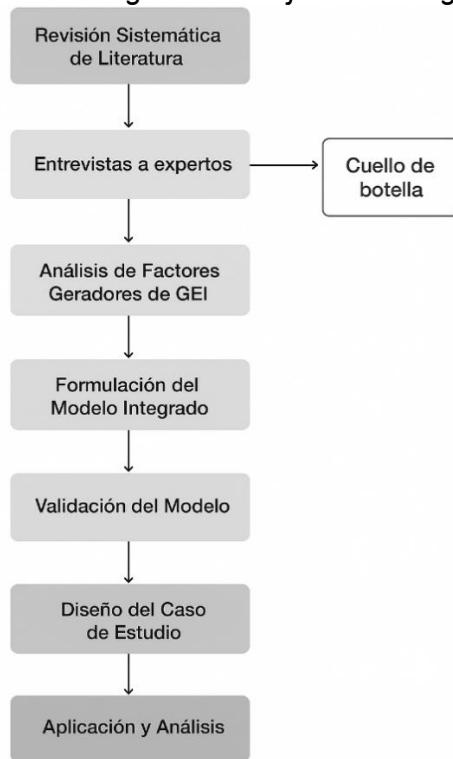 Revisión Sistemática
de Literatura
Entrevistas a expertos
Cuello de
botella
Análisis de Factores
Geradores de GEI
Formulación del
Modelo Integrado
Validación del Modelo
Diseño del Caso
de Estudio
Aplicación y Análisis